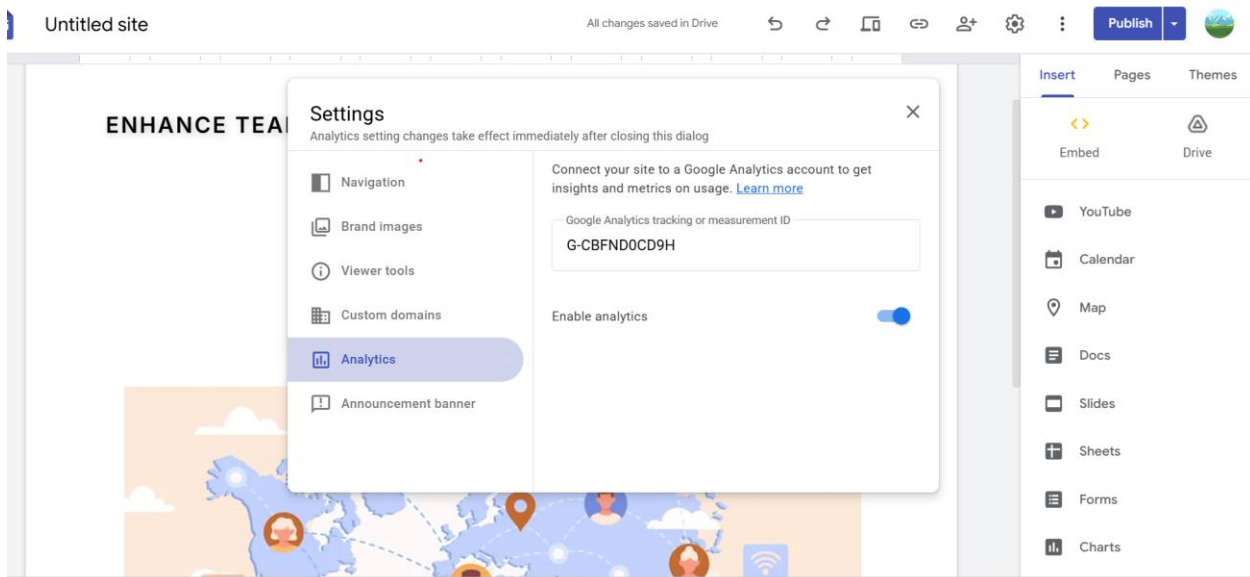 Untitled site
All changes saved in Drive
Publish
Insert
Pages
Themes
ENHANCE TEA
Settings
Analytics setting changes take effect immediately after closing this dialog
Navigation
Brand images
Viewer tools
Custom domains
Analytics
Announcement banner
Connect your site to a Google Analytics account to get
insights and metrics on usage. Learn more
Google Analytics tracking or measurement ID
G-CBFND0CD9H
Enable analytics
Embed
Drive
YouTube
Calendar
Map
Docs
Slides
Sheets
Forms
Charts